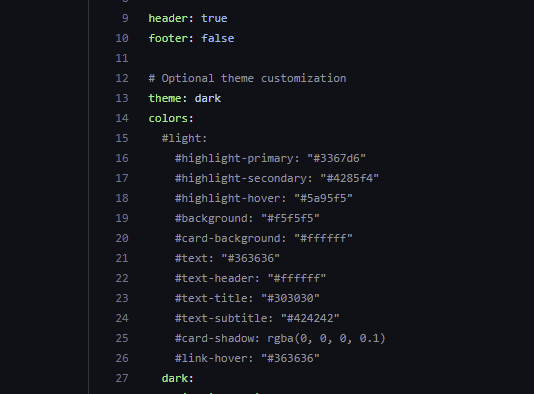 9 header: true
10 footer: false
11
12 # Optional theme customization
13 theme: dark
14 colors:
15 #light:
16 #highlight-primary: "#3367d6"
17 #highlight-secondary: "#4285f4"
18 #highlight-hover: "#5a95f5"
19 #background: "#f5f5f5"
20 #card-background: "#ffffff"
21 #text: "#363636"
22 #text-header: "#ffffff"
23 #text-title: "#303030"
24 #text-subtitle: "#424242"
25 #card-shadow: rgba(0, 0, 0, 0.1)
26 #link-hover: "#363636"
27 dark: